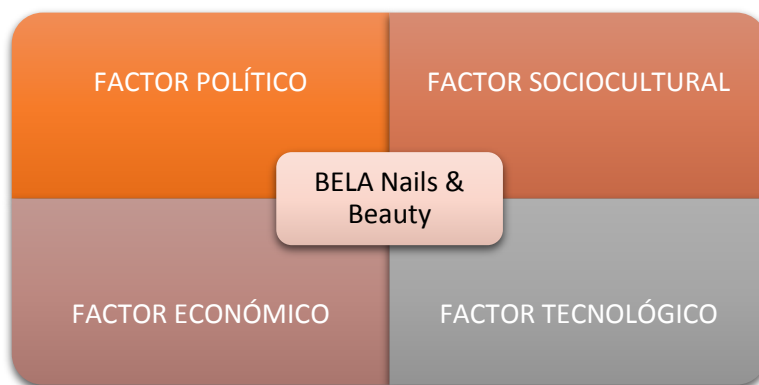 FACTOR POLÍTICO
FACTOR SOCIOCULTURAL
BELA Nails &
Beauty
FACTOR ECONÓMICO
FACTOR TECNOLÓGICO